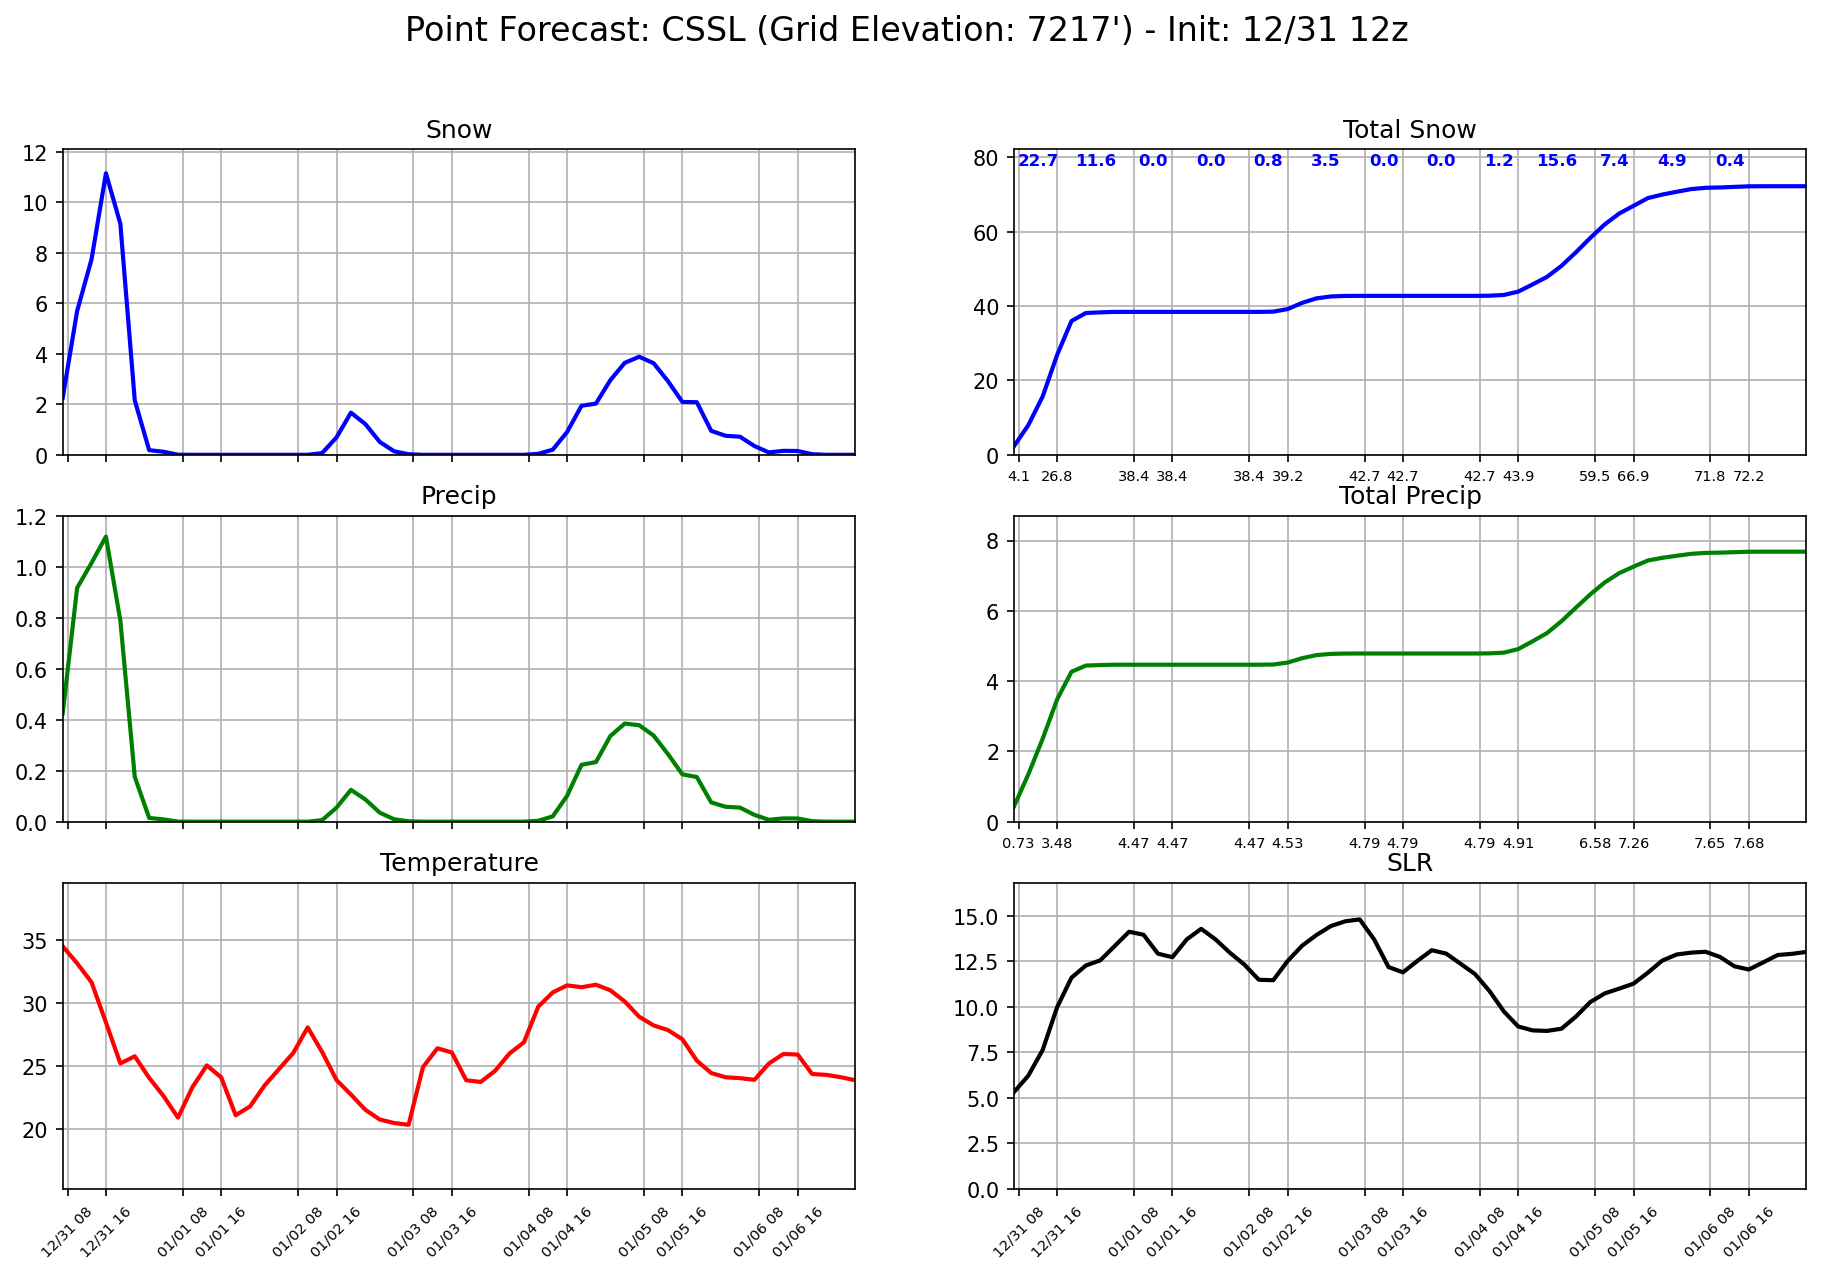 Point Forecast: CSSL (Grid Elevation: 7217') - Init: 12/31 12z
Snow
12
10
8
6
4
2
0
Total Snow
80
60
40
20
0
22.7 11.6 0.0 0.0 0.8 3.5 0.0 0.0 1.2 15.6 7.4 4.9 0.4
4.1 26.8 38.4 38.4 38.4 39.2 42.7 42.7 42.7 43.9 59.5 66.9 71.8 72.2
Precip
1.2
1.0
0.8
0.6
0.4
0.2
0.0
Total Precip
8
6
4
2
0
0.73 3.48 4.47 4.47 4.47 4.53 4.79 4.79 4.79 4.91 6.58 7.26 7.65 7.68
Temperature
35
30
25
20
12/31 08 12/31 16 01/01 08 01/01 16 01/02 08 01/02 16 01/03 08 01/03 16 01/04 08 01/04 16 01/05 08 01/05 16 01/06 08 01/06 16
SLR
15.0
12.5
10.0
7.5
5.0
2.5
0.0
12/31 08 12/31 16 01/01 08 01/01 16 01/02 08 01/02 16 01/03 08 01/03 16 01/04 08 01/04 16 01/05 08 01/05 16 01/06 08 01/06 16